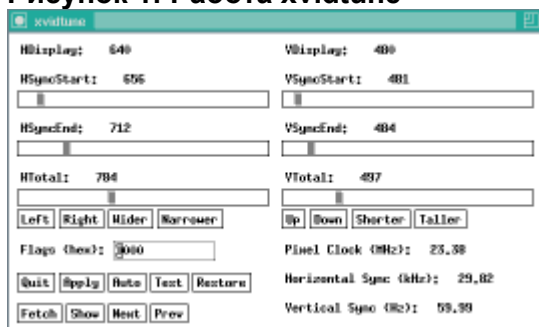 Рисунок 4. Работа xvidtune
xvidtune
HDisplay: 640 VDisplay: 480
HSyncStart: 656 VSyncStart: 481
HSyncEnd: 712 VSyncEnd: 484
HTotal: 784 VTotal: 497
Left Right Wider Narrower Up Down Shorter Taller
Flags (hex): 0000 Pixel Clock (MHz): 23.38
Quit Apply Auto Test Restore Horizontal Sync (kHz): 29.82
Fetch Show Next Prev Vertical Sync (Hz): 59.99